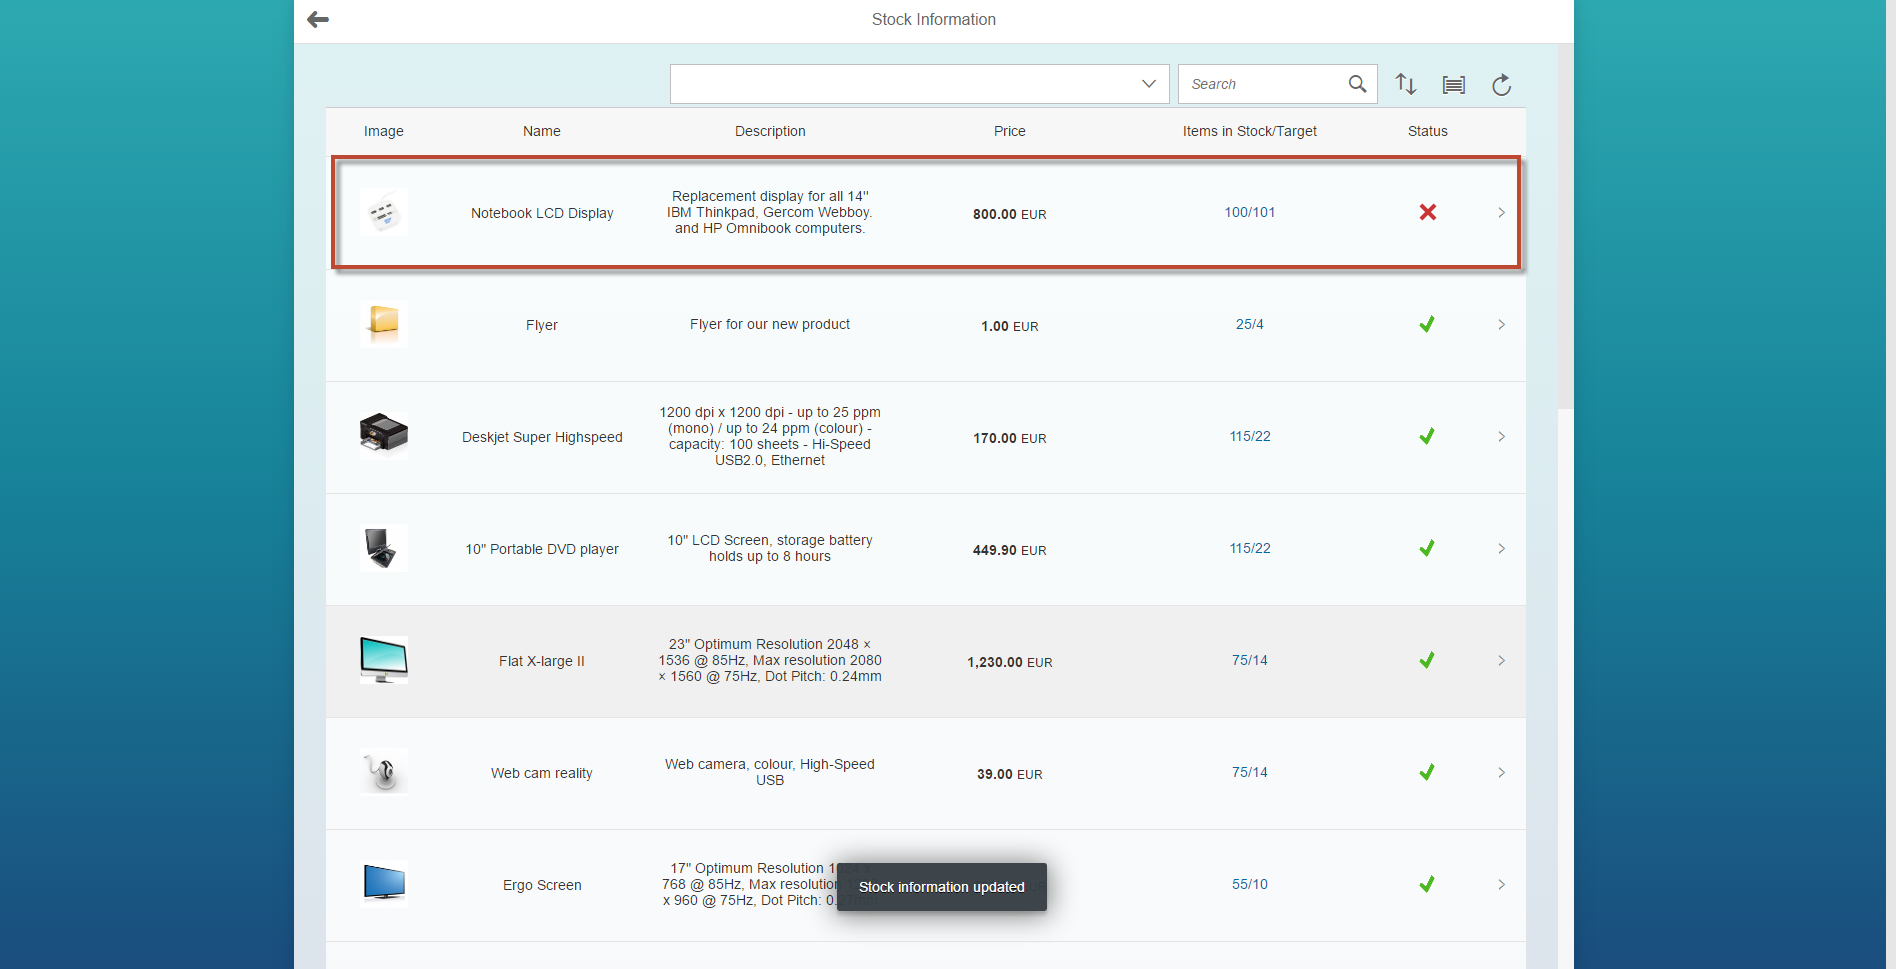 Stock Information
Search
Image Name Description Price Items in Stock/Target Status
Notebook LCD Display
Replacement display for all 14"
IBM Thinkpad, Gercom Webboy.
and HP Omnibook computers.
800.00 EUR
100/101
Flyer
Flyer for our new product
1.00 EUR
25/4
Deskjet Super Highspeed
1200 dpi x 1200 dpi - up to 25 ppm
(mono) / up to 24 ppm (colour) -
capacity: 100 sheets - Hi-Speed
USB2.0, Ethernet
170.00 EUR
115/22
10" Portable DVD player
10" LCD Screen, storage battery
holds up to 8 hours
449.90 EUR
115/22
Flat X-large II
23" Optimum Resolution 2048 ×
1536 @ 85Hz, Max resolution 2080
× 1560 @ 75Hz, Dot Pitch: 0.24mm
1,230.00 EUR
75/14
Web cam reality
Web camera, colour, High-Speed
USB
39.00 EUR
75/14
Ergo Screen
17" Optimum Resolution
768 @ 85Hz, Max resolution
x 960 @ 75Hz, Dot Pitch:
55/10
Stock information updated